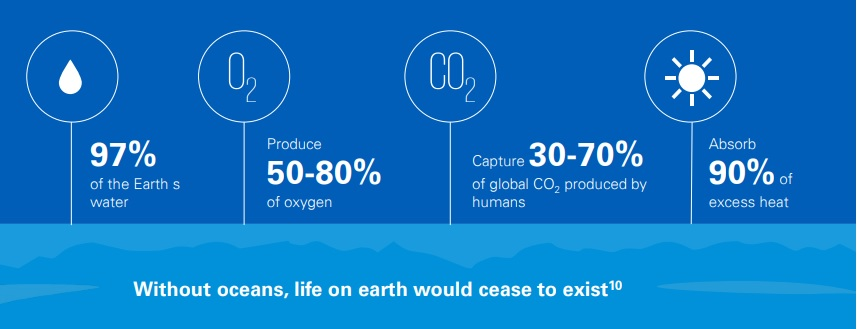 O₂
CO₂
97%
of the Earth s
water
Produce
50-80%
of oxygen
Capture 30-70%
of global CO₂ produced by
humans
Absorb
90% of
excess heat
Without oceans, life on earth would cease to exist¹⁰